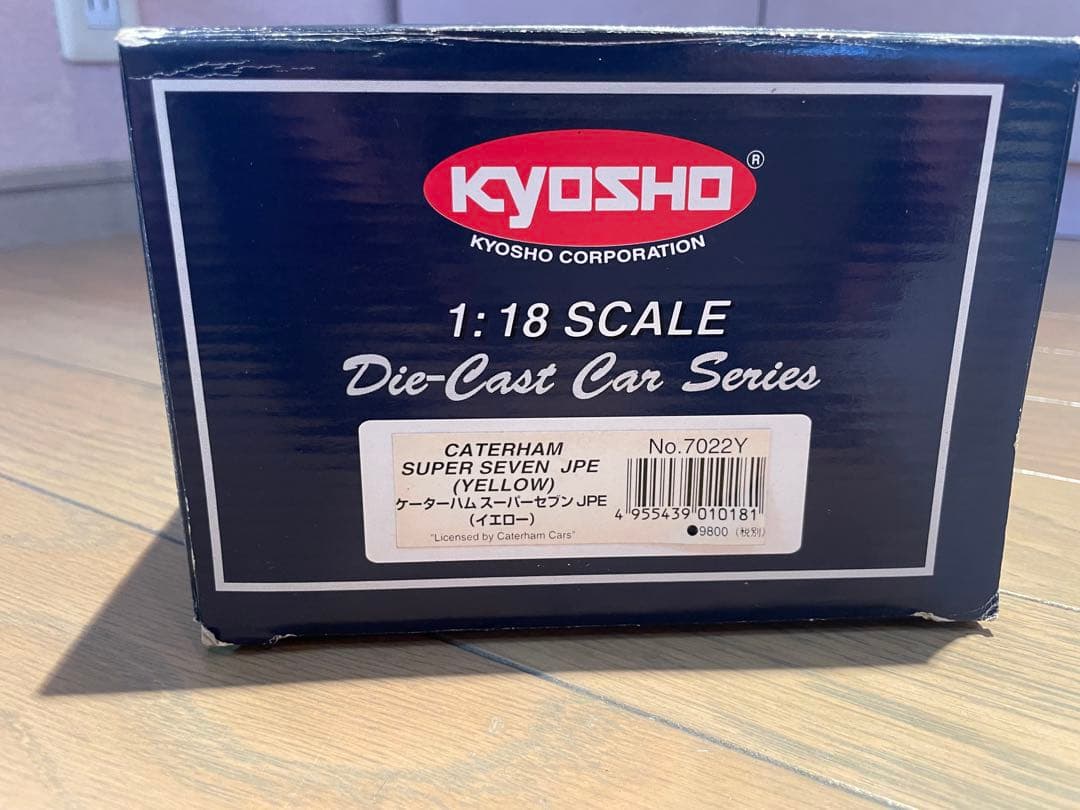 KYOSHO ®
KYOSHO CORPORATION
1:18 SCALE
Die-Cast Car Series
CATERHAM
SUPER SEVEN JPE
(YELLOW)
ケーターハム スーパーセブン JPE
(イエロー)
"Licensed by Caterham Cars"
No.7022Y
4 955439 010181
●9800 (税別)